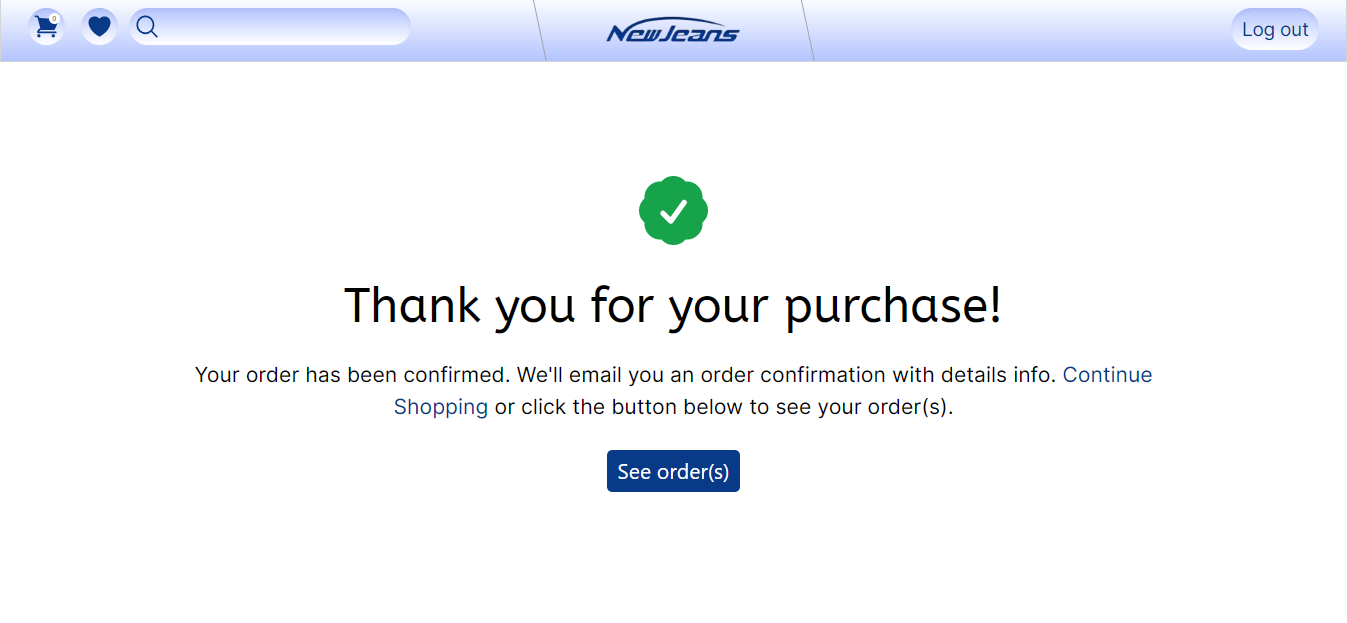 0
NewJeans
Log out
Thank you for your purchase!
Your order has been confirmed. We'll email you an order confirmation with details info. Continue
Shopping or click the button below to see your order(s).
See order(s)